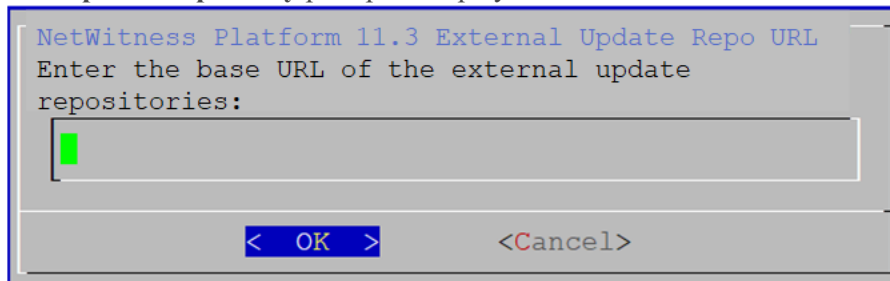 NetWitness Platform 11.3 External Update Repo URL
Enter the base URL of the external update
repositories:
< OK > <Cancel>